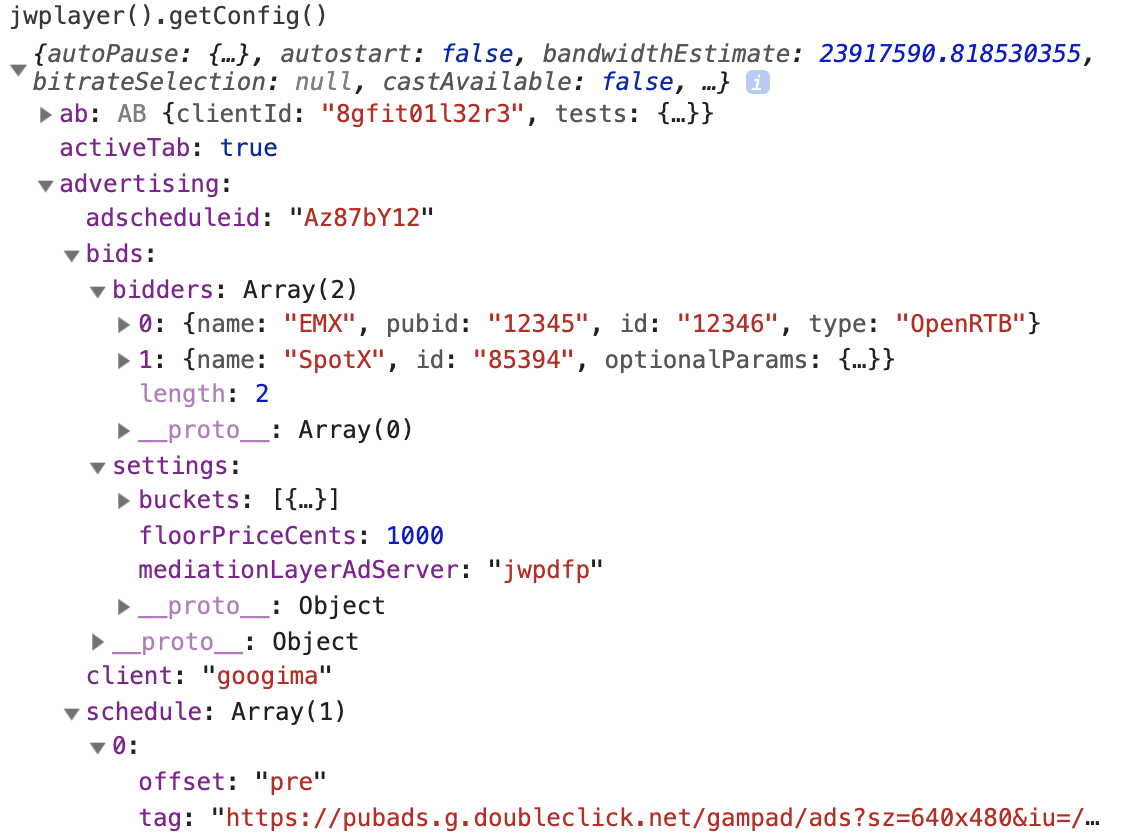 jwplayer().getConfig()
{autoPause: {…}, autostart: false, bandwidthEstimate: 23917590.818530355,
bitrateSelection: null, castAvailable: false, …} i
ab: AB {clientId: "8gfit01l32r3", tests: {…}}
activeTab: true
advertising:
adscheduleid: "Az87bY12"
bids:
bidders: Array(2)
0: {name: "EMX", pubid: "12345", id: "12346", type: "OpenRTB"}
1: {name: "SpotX", id: "85394", optionalParams: {…}}
length: 2
__proto__: Array(0)
settings:
buckets: [{…}]
floorPriceCents: 1000
mediationLayerAdServer: "jwpdfp"
__proto__: Object
__proto__: Object
client: "googima"
schedule: Array(1)
0:
offset: "pre"
tag: "https://pubads.g.doubleclick.net/gampad/ads?sz=640x480&iu=/…